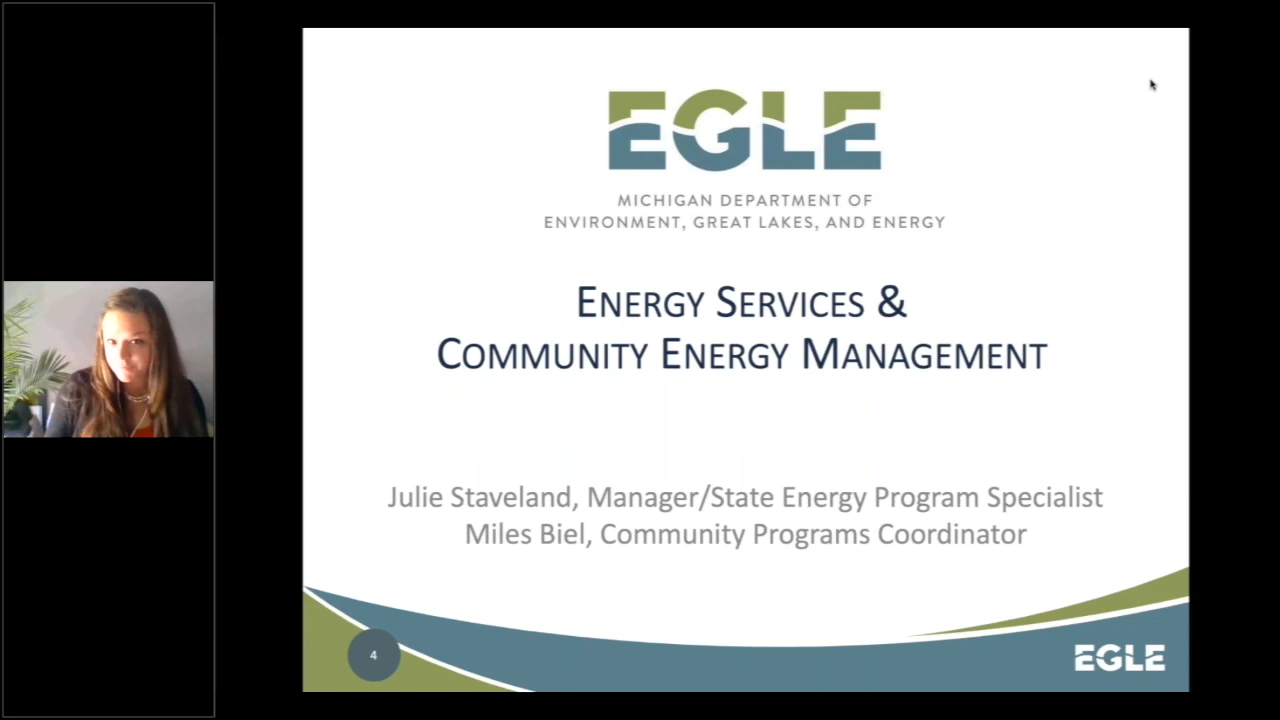 EGLE
MICHIGAN DEPARTMENT OF
ENVIRONMENT, GREAT LAKES, AND ENERGY
ENERGY SERVICES &
COMMUNITY ENERGY MANAGEMENT
Julie Staveland, Manager/State Energy Program Specialist
Miles Biel, Community Programs Coordinator
4
EGLE